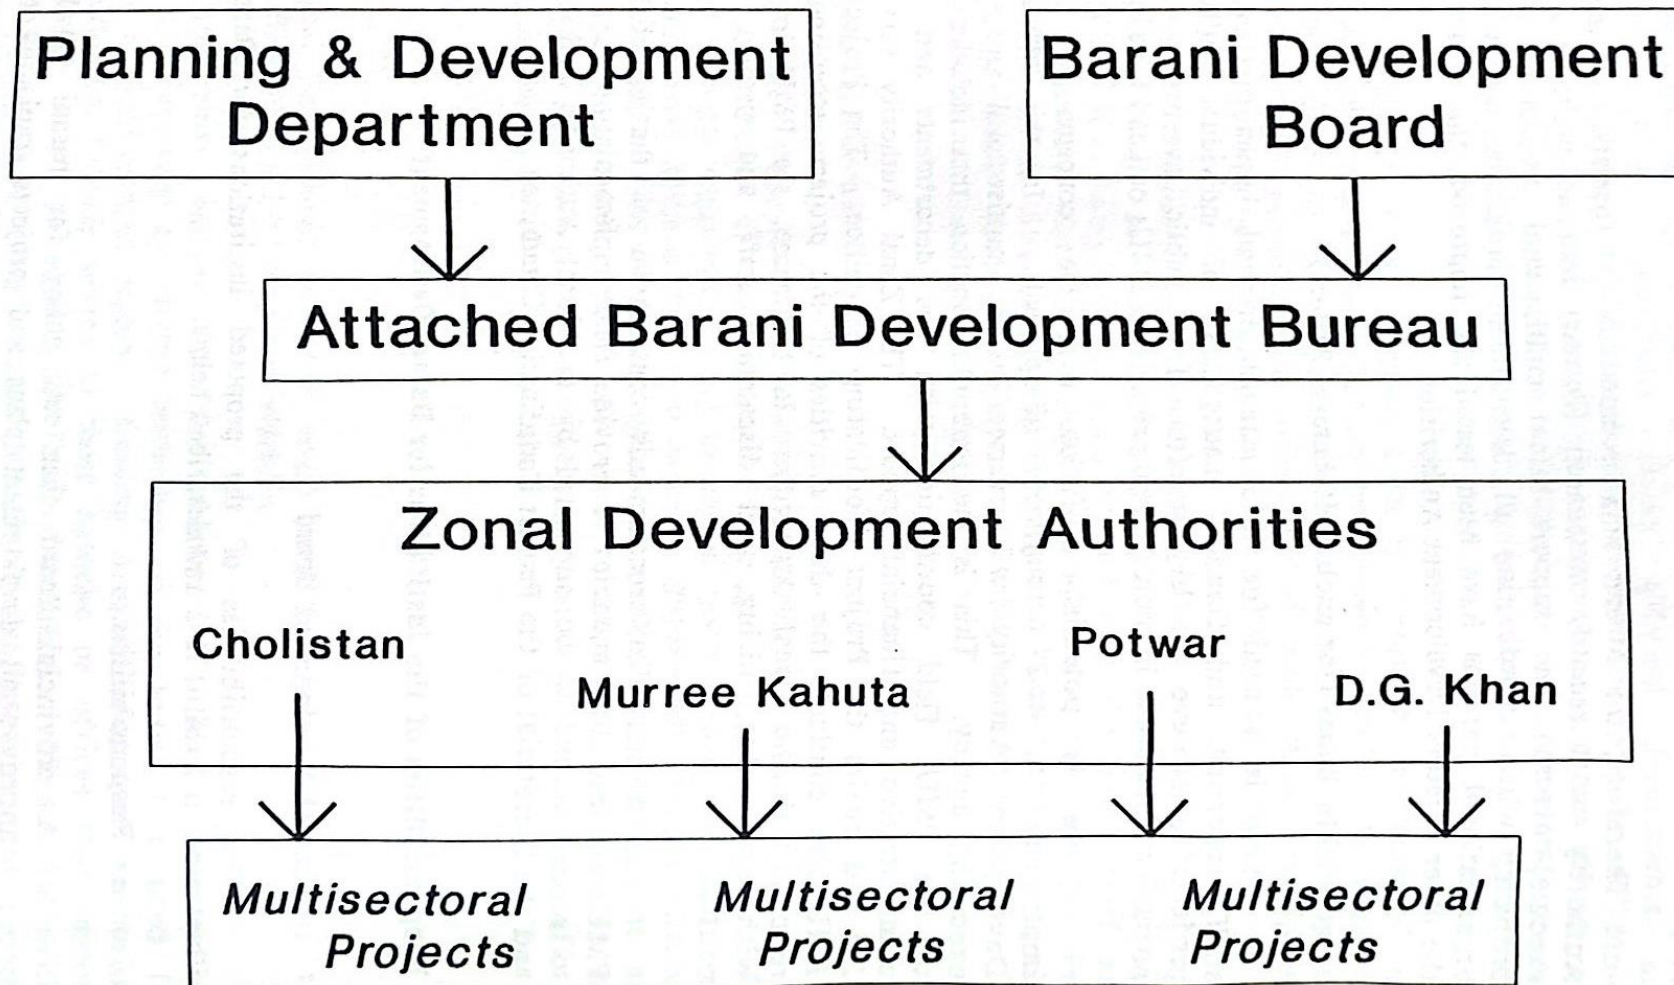 Planning & Development
Department
Barani Development
Board
Attached Barani Development Bureau
Zonal Development Authorities
Cholistan
Murree Kahuta
Potwar
D.G. Khan
Multisectoral
Projects
Multisectoral
Projects
Multisectoral
Projects